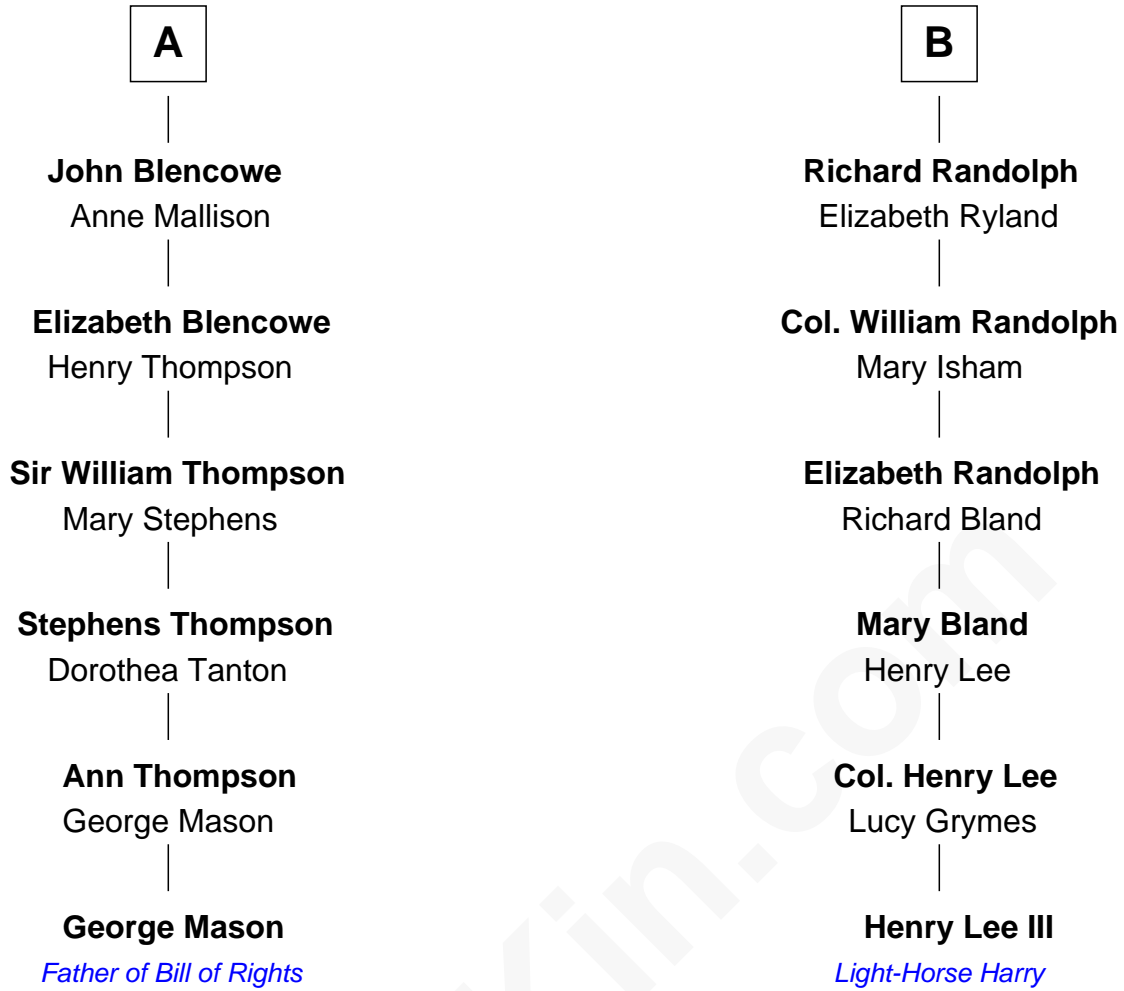 A
John Blencowe
Anne Mallison
Elizabeth Blencowe
Henry Thompson
Sir William Thompson
Mary Stephens
Stephens Thompson
Dorothea Tanton
Ann Thompson
George Mason
George Mason
Father of Bill of Rights
B
Richard Randolph
Elizabeth Ryland
Col. William Randolph
Mary Isham
Elizabeth Randolph
Richard Bland
Mary Bland
Henry Lee
Col. Henry Lee
Lucy Grymes
Henry Lee III
Light-Horse Harry